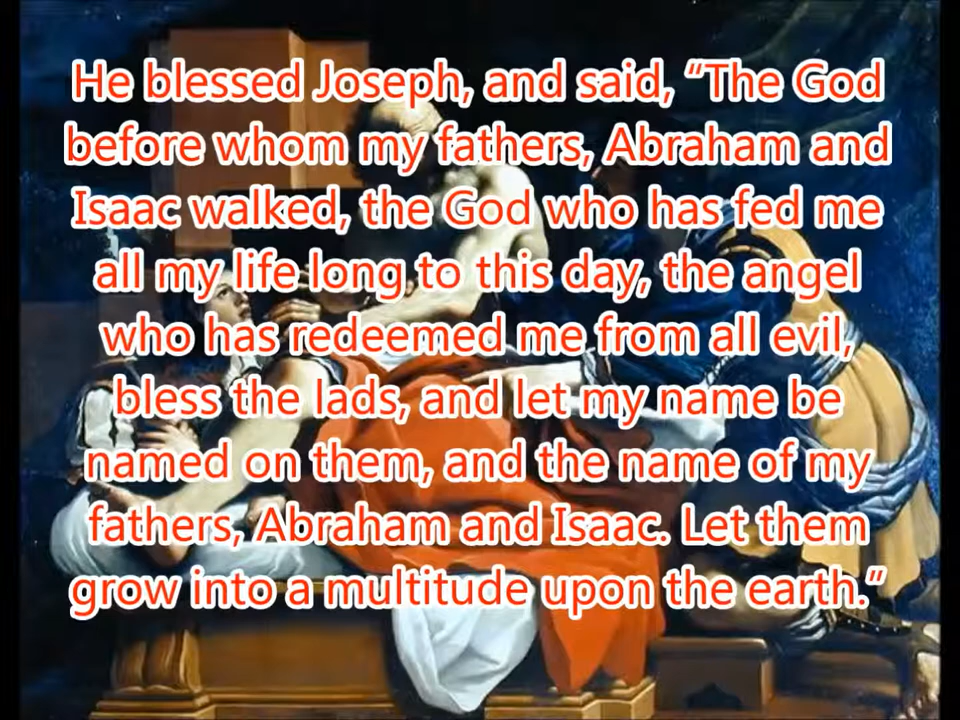 He blessed Joseph, and said, “The God
before whom my fathers, Abraham and
Isaac walked, the God who has fed me
all my life long to this day, the angel
who has redeemed me from all evil,
bless the lads, and let my name be
named on them, and the name of my
fathers, Abraham and Isaac. Let them
grow into a multitude upon the earth.”